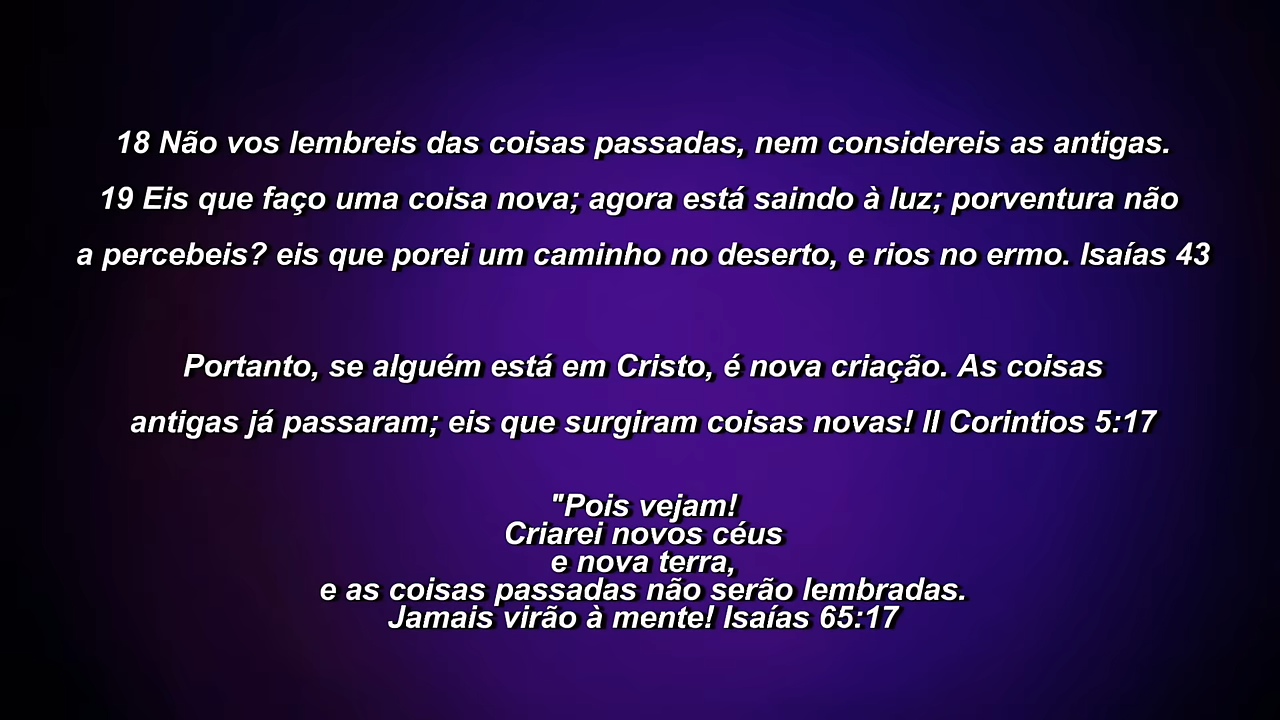 18 Não vos lembreis das coisas passadas, nem considereis as antigas.
19 Eis que faço uma coisa nova; agora está saindo à luz; porventura não
a percebeis? eis que porei um caminho no deserto, e rios no ermo. Isaías 43
Portanto, se alguém está em Cristo, é nova criação. As coisas
antigas já passaram; eis que surgiram coisas novas! II Corintios 5:17
"Pois vejam!
Criarei novos céus
e nova terra,
e as coisas passadas não serão lembradas.
Jamais virão à mente! Isaías 65:17